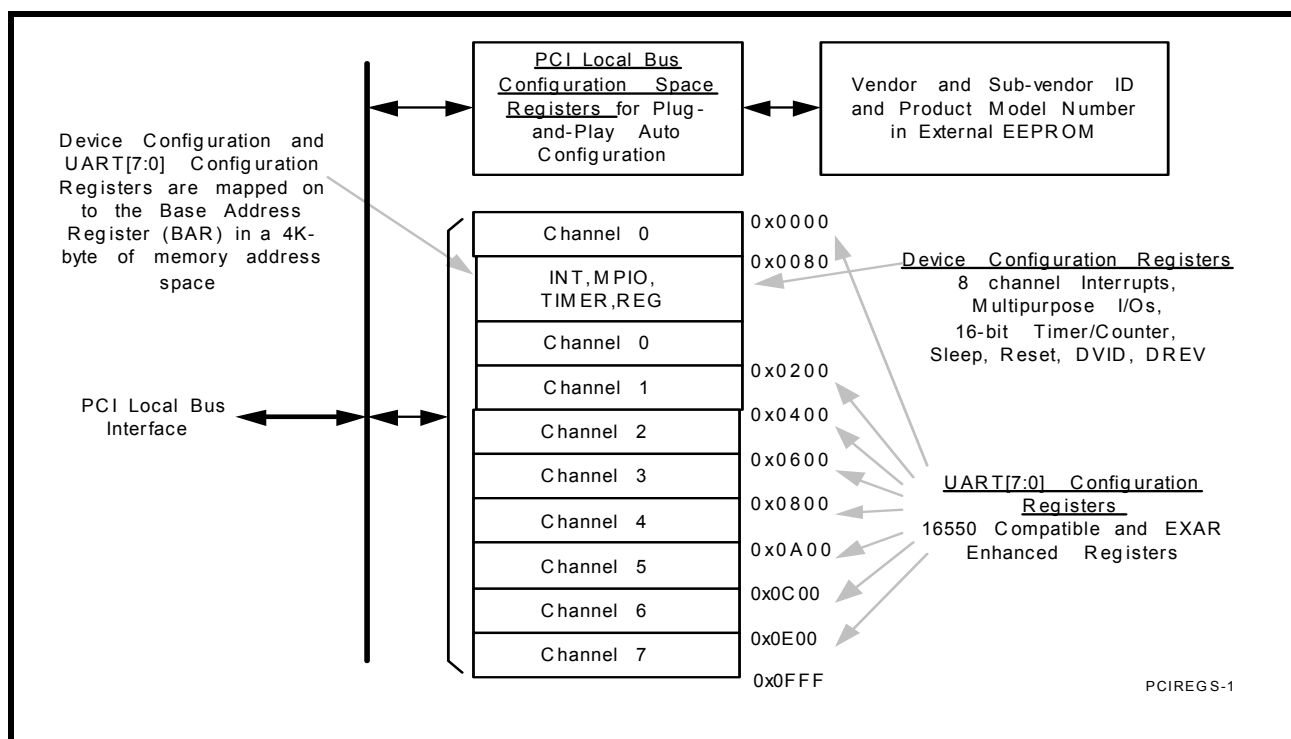 PCI Local Bus
Configuration Space
Registers for Plug-
and-Play Auto
Configuration
Vendor and Sub-vendor ID
and Product Model Number
in External EEPROM
Device Configuration and
UART[7:0] Configuration
Registers are mapped on
to the Base Address
Register (BAR) in a 4K-
byte of memory address
space
Channel 0
INT,MPIO,
TIMER,REG
Channel 0
Channel 1
Channel 2
Channel 3
Channel 4
Channel 5
Channel 6
Channel 7
0x0000
0x0080
0x0200
0x0400
0x0600
0x0800
0x0A00
0x0C00
0x0E00
0x0FFF
Device Configuration Registers
8 channel Interrupts,
Multipurpose I/Os,
16-bit Timer/Counter,
Sleep, Reset, DVID, DREV
PCI Local Bus
Interface
UART[7:0] Configuration
Registers
16550 Compatible and EXAR
Enhanced Registers
PCIREGS-1